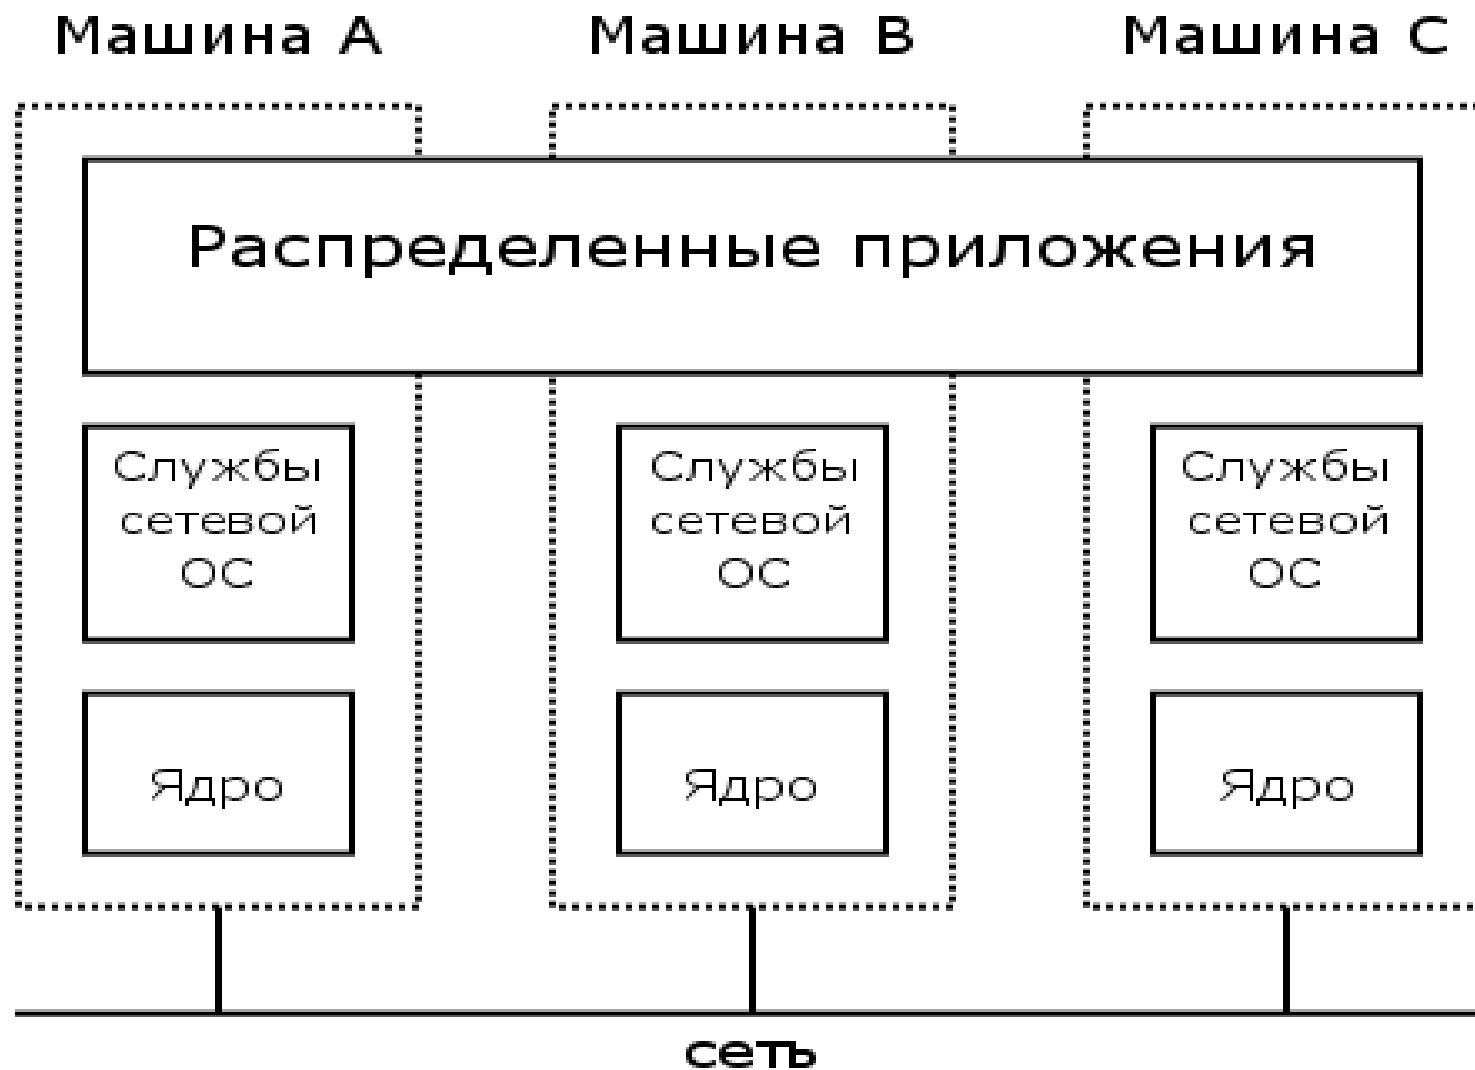 Машина A
Машина B
Машина C
Распределенные приложения
Службы
сетевой
ОС
Службы
сетевой
ОС
Службы
сетевой
ОС
Ядро
Ядро
Ядро
сеть